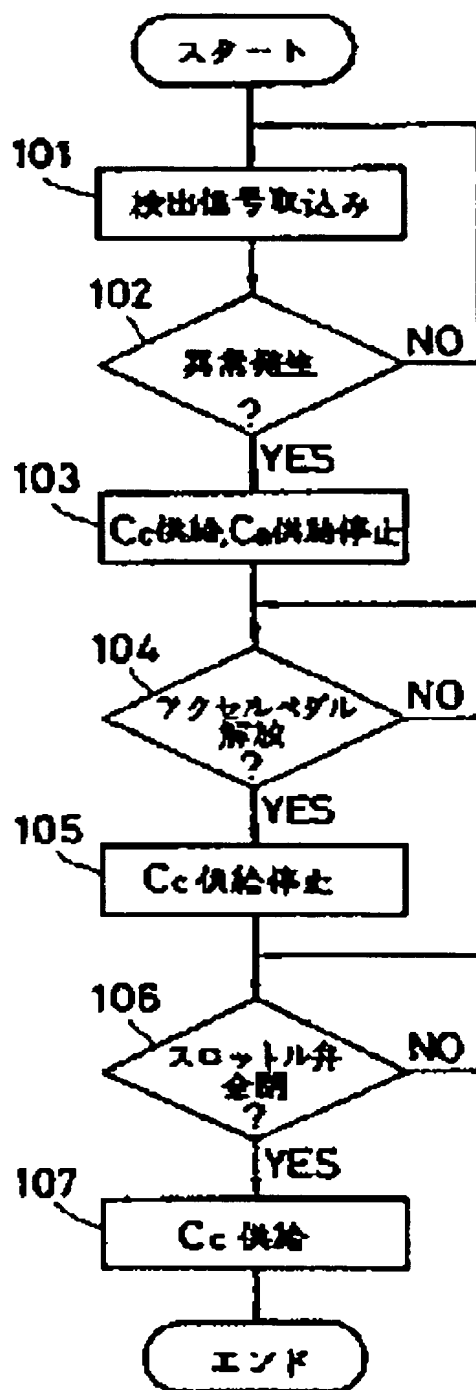 スタート
101
検出信号取込み
102
異常発生
?
NO
YES
103
Cc供給,Ca供給停止
104
アクセルペダル
解放
?
NO
YES
105
Cc供給停止
106
スロットル弁
全閉
?
NO
YES
107
Cc供給
エンド